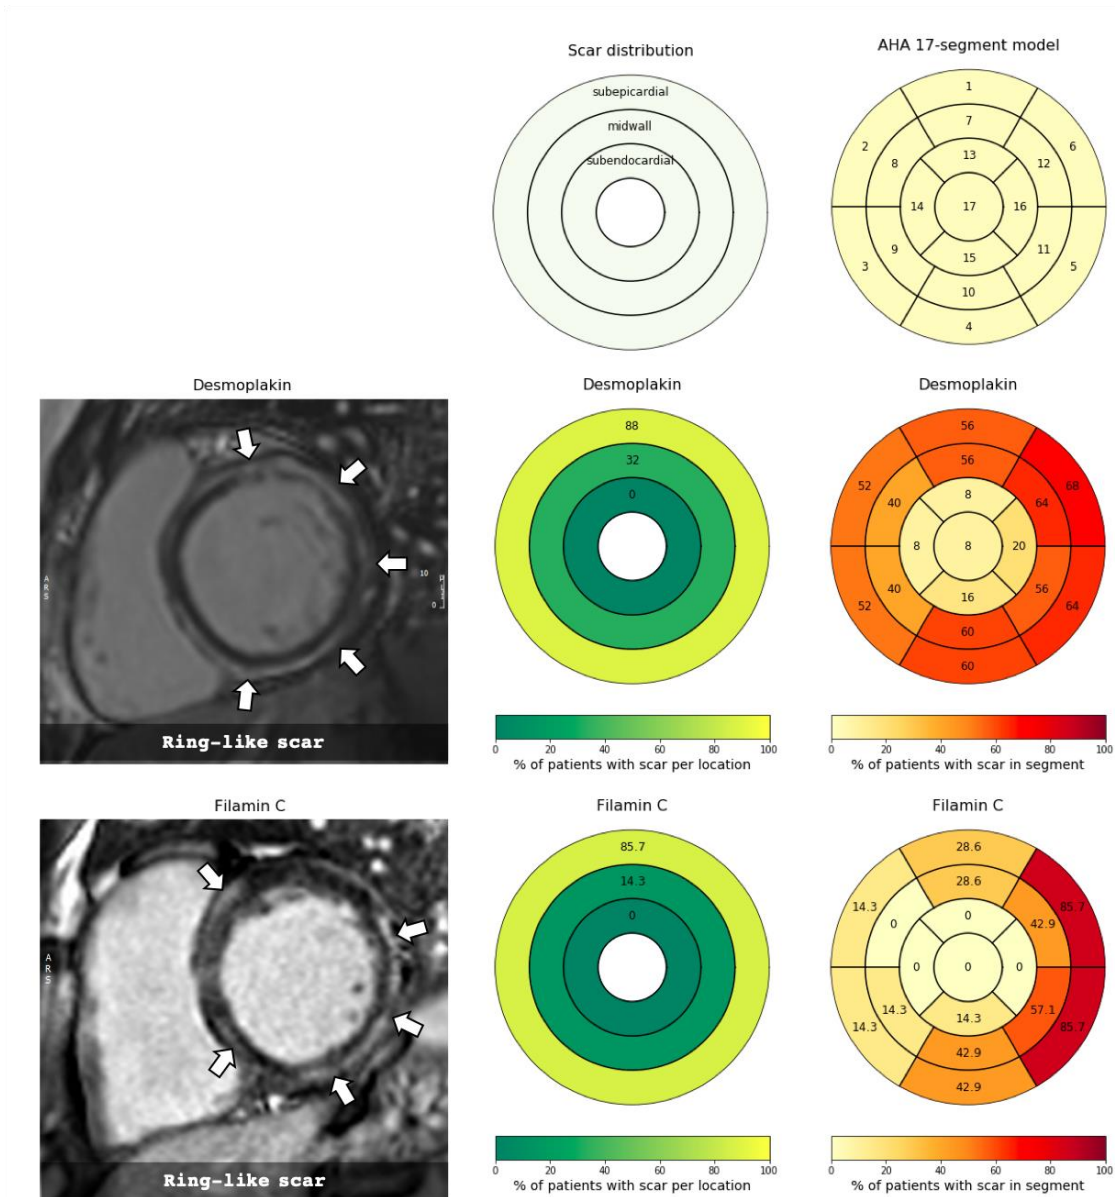 Scar distribution
AHA 17-segment model
subepicardial
midwall
subendocardial
1
7
13
2
8
14
17
16
12
6
3
9
15
11
5
10
4
Desmoplakin
Desmoplakin
Desmoplakin
A
R
S
10
0
Ring-like scar
88
32
0
56
56
8
52
40
8
8
20
64
68
52
40
16
56
64
60
60
0 20 40 60 80 100
% of patients with scar per location
0 20 40 60 80 100
% of patients with scar in segment
Filamin C
Filamin C
Filamin C
A
R
S
Ring-like scar
85.7
14.3
0
28.6
28.6
0
14.3
0
0
0
0
42.9
85.7
14.3
14.3
14.3
57.1
85.7
42.9
42.9
0 20 40 60 80 100
% of patients with scar per location
0 20 40 60 80 100
% of patients with scar in segment